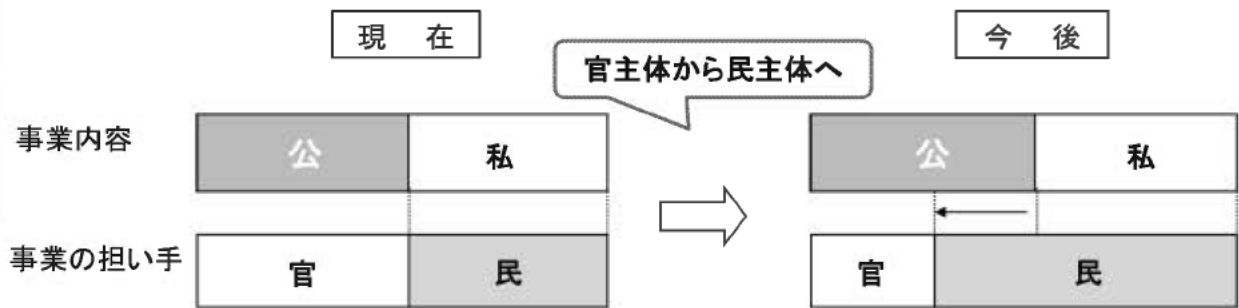 現 在
今 後
官主体から民主体へ
事業内容
公
私
公
私
事業の担い手
官
民
官
民